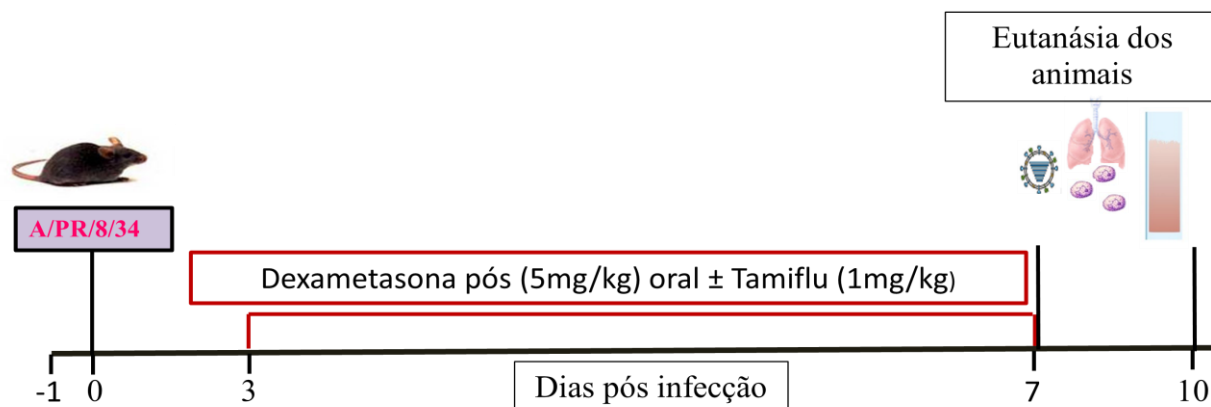 Eutanásia dos
animais
A/PR/8/34
Dexametasona pós (5mg/kg) oral ± Tamiflu (1mg/kg)
-1 0 3 Dias pós infecção 7 10